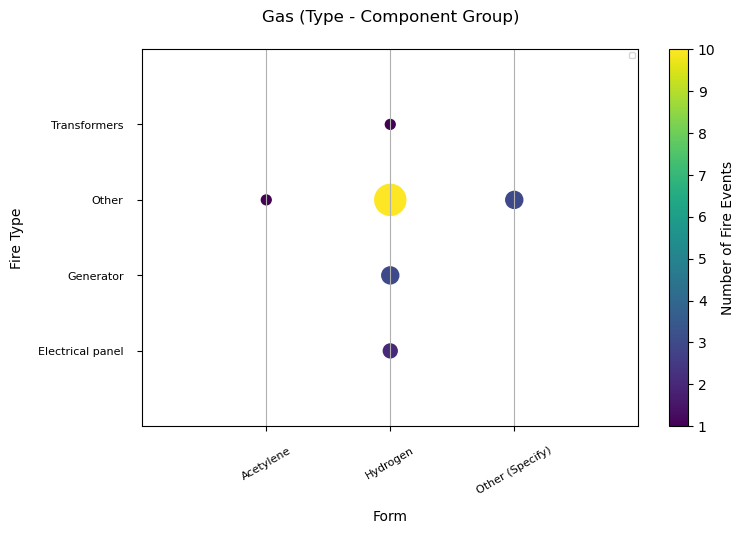 Gas (Type - Component Group)
Fire Type
Transformers
Other
Generator
Electrical panel
Acetylene
Hydrogen
Other (Specify)
Form
10
9
8
7
6
5
4
3
2
1
Number of Fire Events